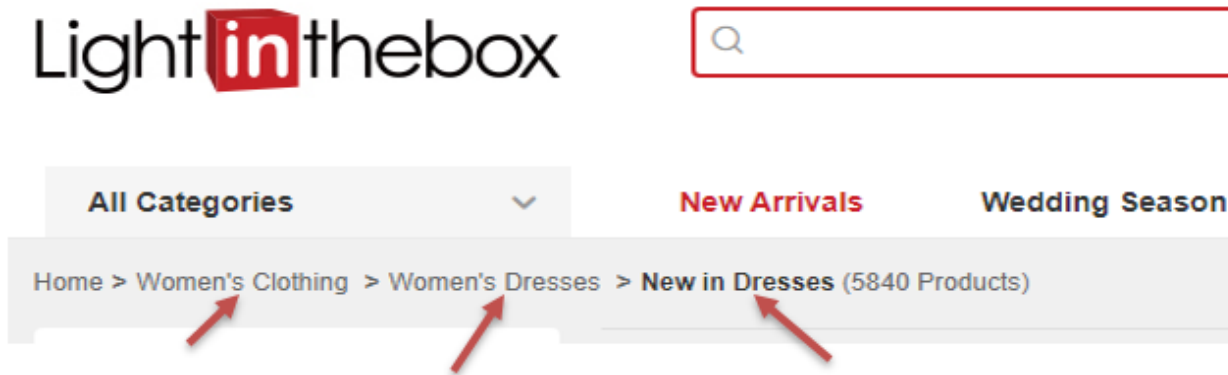 Lightinthebox
All Categories New Arrivals Wedding Season
Home > Women's Clothing > Women's Dresses > New in Dresses (5840 Products)